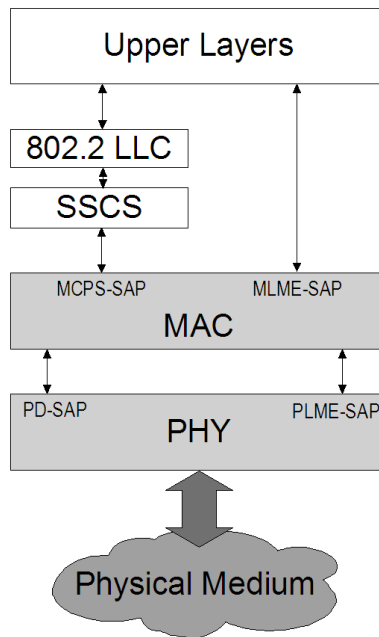 Upper Layers
802.2 LLC
SSCS
MCPS-SAP
MLME-SAP
MAC
PD-SAP
PLME-SAP
PHY
Physical Medium